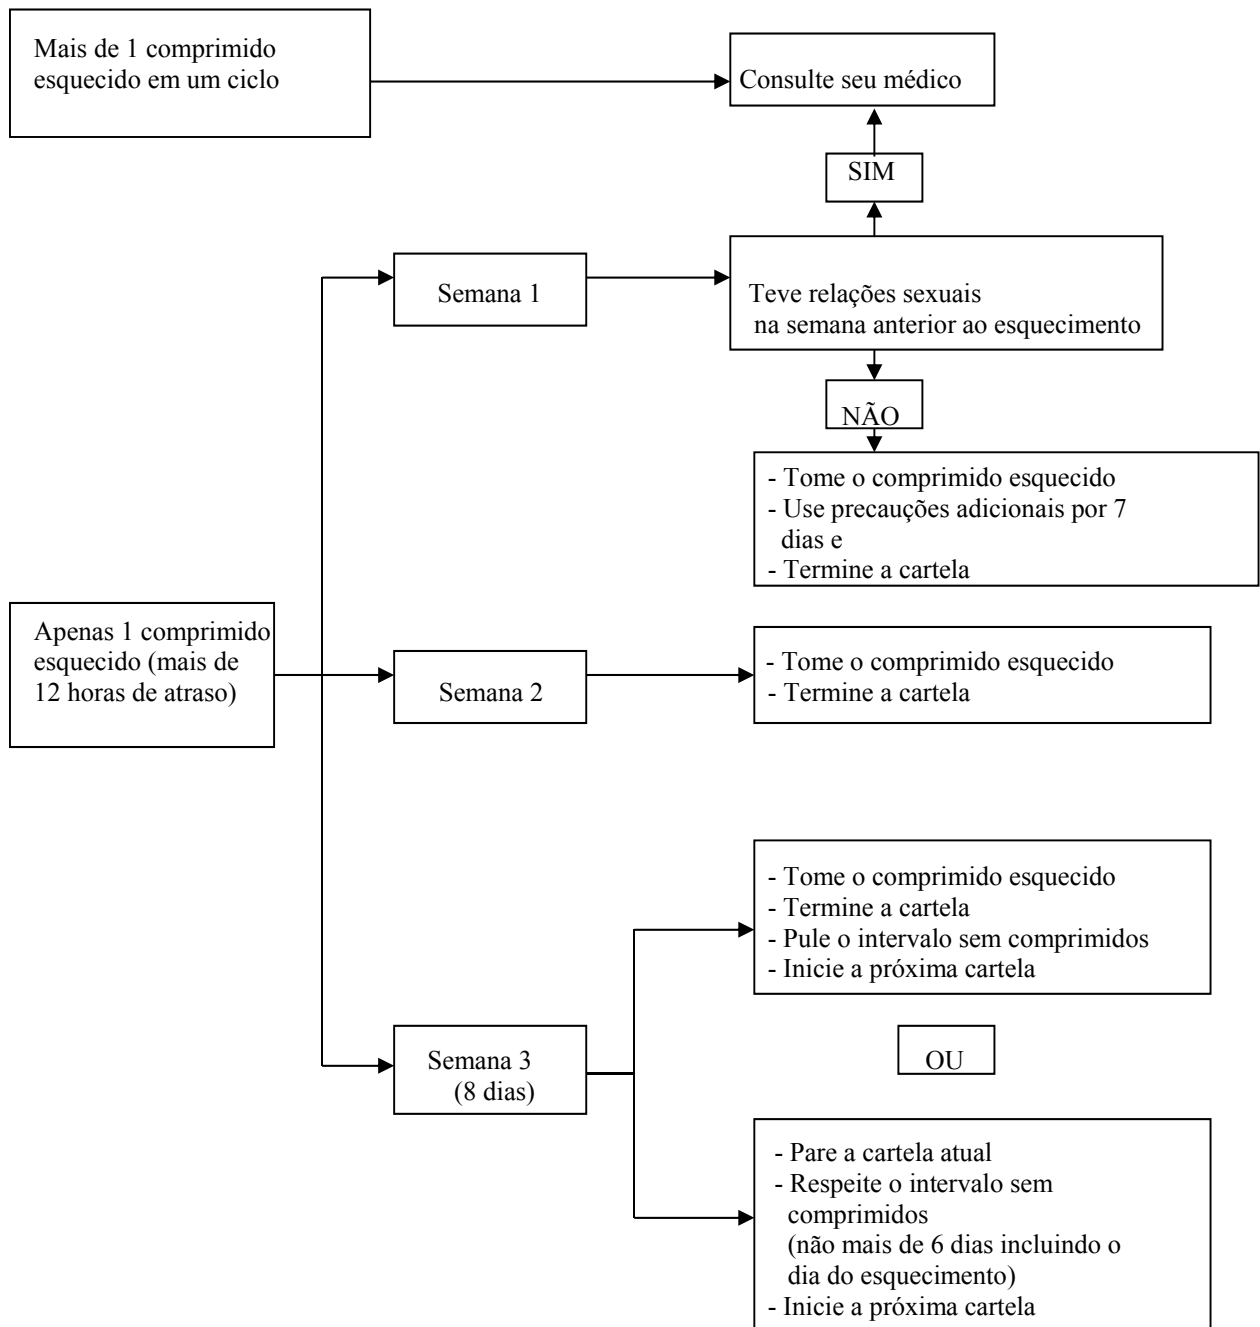 Mais de 1 comprimido
esquecido em um ciclo
Consulte seu médico
SIM
Semana 1
Teve relações sexuais
na semana anterior ao esquecimento
NÃO
- Tome o comprimido esquecido
- Use precauções adicionais por 7
dias e
- Termine a cartela
Apenas 1 comprimido
esquecido (mais de
12 horas de atraso)
Semana 2
- Tome o comprimido esquecido
- Termine a cartela
- Tome o comprimido esquecido
- Termine a cartela
- Pule o intervalo sem comprimidos
- Inicie a próxima cartela
Semana 3
(8 dias)
OU
- Pare a cartela atual
- Respeite o intervalo sem
comprimidos
(não mais de 6 dias incluindo o
dia do esquecimento)
- Inicie a próxima cartela